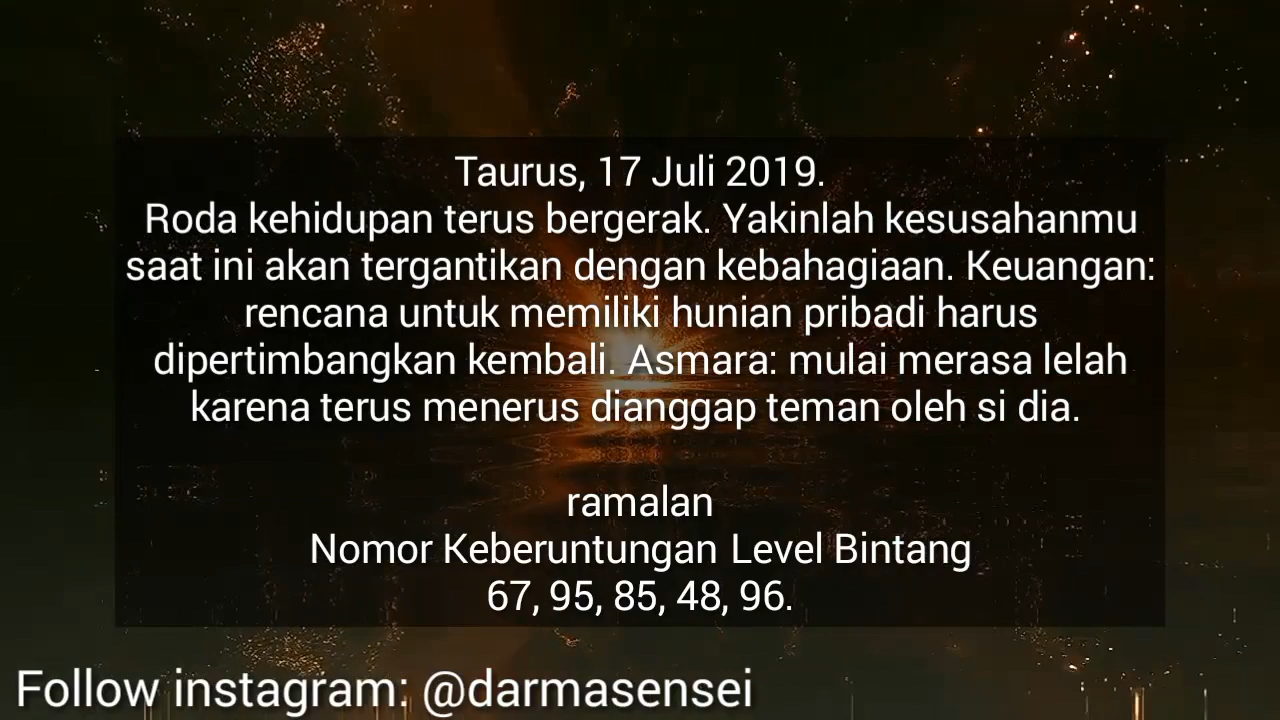 Taurus, 17 Juli 2019.
Roda kehidupan terus bergerak. Yakinlah kesusahanmu
saat ini akan tergantikan dengan kebahagiaan. Keuangan:
rencana untuk memiliki hunian pribadi harus
dipertimbangkan kembali. Asmara: mulai merasa lelah
karena terus menerus dianggap teman oleh si dia.
ramalan
Nomor Keberuntungan Level Bintang
67, 95, 85, 48, 96.
Follow instagram: @darmasensei